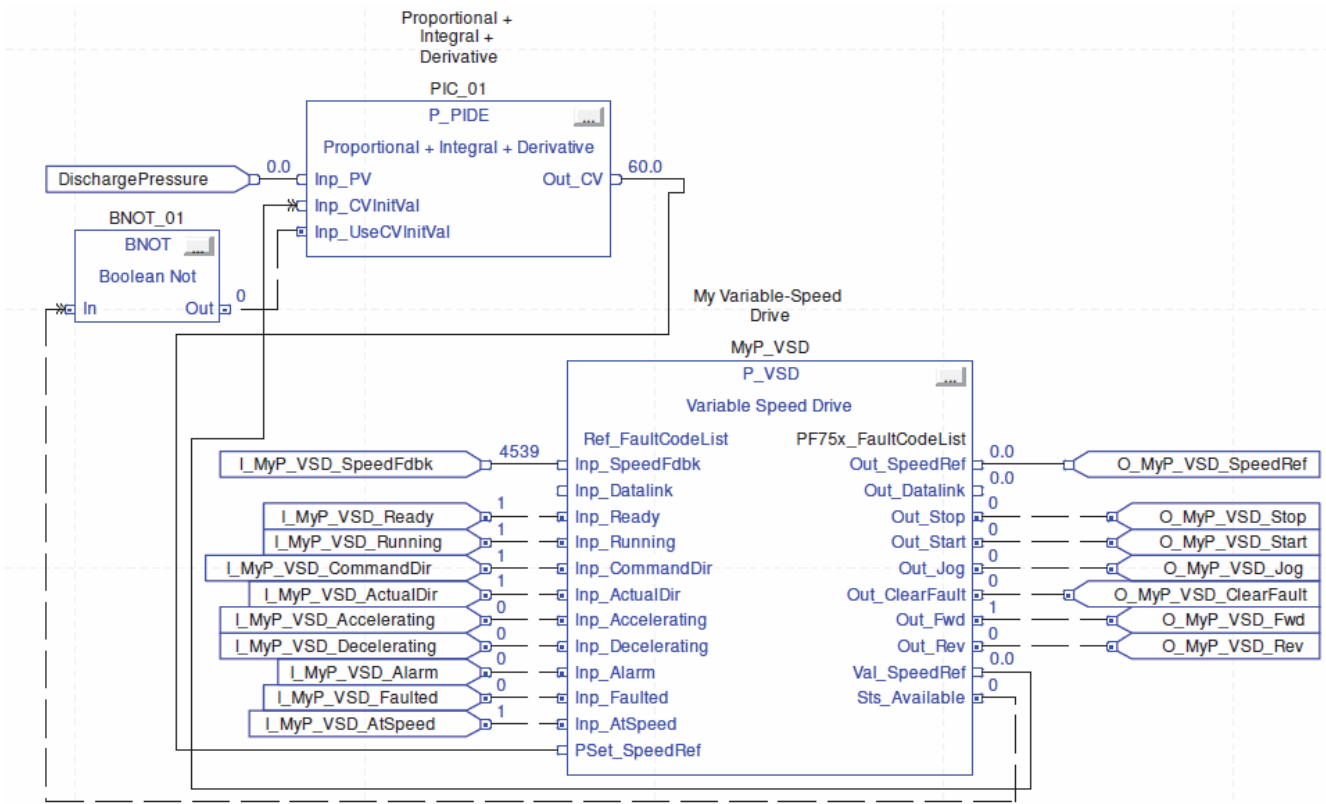 Proportional +
Integral +
Derivative
PIC_01
P_PIDE
...
Proportional + Integral + Derivative
DischargePressure
0.0
Inp_PV
Out_CV
60.0
Inp_CVInitVal
BNOT_01
Inp_UseCVInitVal
BNOT
...
Boolean Not
In
Out
0
My Variable-Speed
Drive
MyP_VSD
P_VSD
...
Variable Speed Drive
Ref_FaultCodeList PF75x_FaultCodeList
I_MyP_VSD_SpeedFdbk 4539 Inp_SpeedFdbk Out_SpeedRef 0.0 O_MyP_VSD_SpeedRef
Inp_Datalink Out_Datalink 0.0
I_MyP_VSD_Ready 1 Inp_Ready Out_Stop 0 O_MyP_VSD_Stop
I_MyP_VSD_Running 1 Inp_Running Out_Start 0 O_MyP_VSD_Start
I_MyP_VSD_CommandDir 1 Inp_CommandDir Out_Jog 0 O_MyP_VSD_Jog
I_MyP_VSD_ActualDir 1 Inp_ActualDir Out_ClearFault 0 O_MyP_VSD_ClearFault
I_MyP_VSD_Accelerating 0 Inp_Accelerating Out_Fwd 1 O_MyP_VSD_Fwd
I_MyP_VSD_Decelerating 0 Inp_Decelerating Out_Rev 0 O_MyP_VSD_Rev
I_MyP_VSD_Alarm 0 Inp_Alarm Val_SpeedRef 0.0
I_MyP_VSD_Faulted 0 Inp_Faulted Sts_Available 0
I_MyP_VSD_AtSpeed 1 Inp_AtSpeed
PSet_SpeedRef